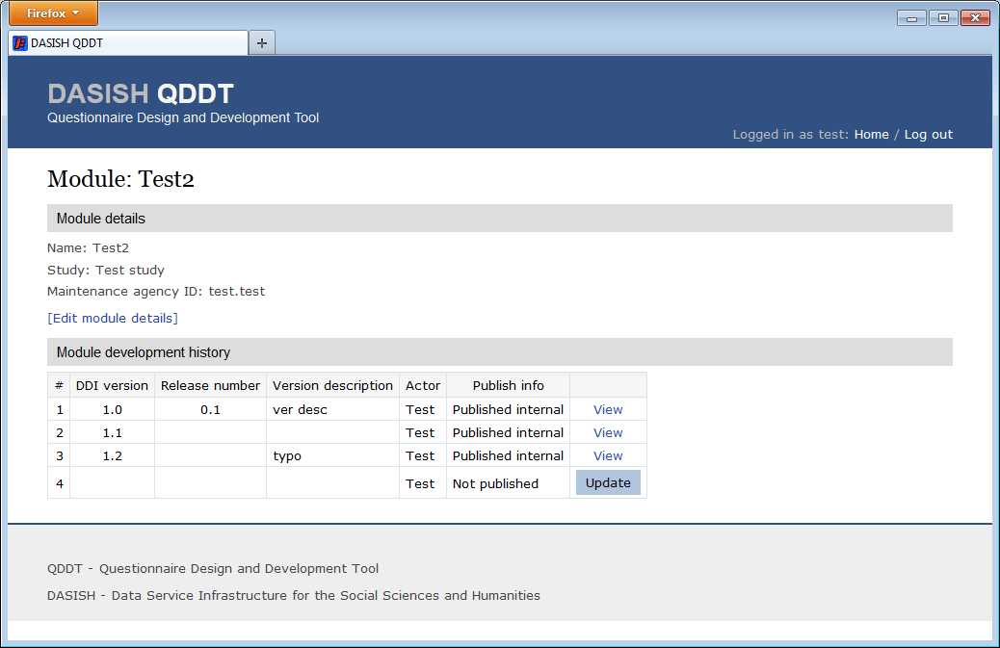 Firefox
DASISH QDDT
DASISH QDDT
Questionnaire Design and Development Tool
Logged in as test: Home / Log out
Module: Test2
Module details
Name: Test2
Study: Test study
Maintenance agency ID: test.test
[Edit module details]
Module development history
# DDI version Release number Version description Actor Publish info
1 1.0 0.1 ver desc Test Published internal View
2 1.1 Test Published internal View
3 1.2 typo Test Published internal View
4 Test Not published Update
QDDT - Questionnaire Design and Development Tool
DASISH - Data Service Infrastructure for the Social Sciences and Humanities